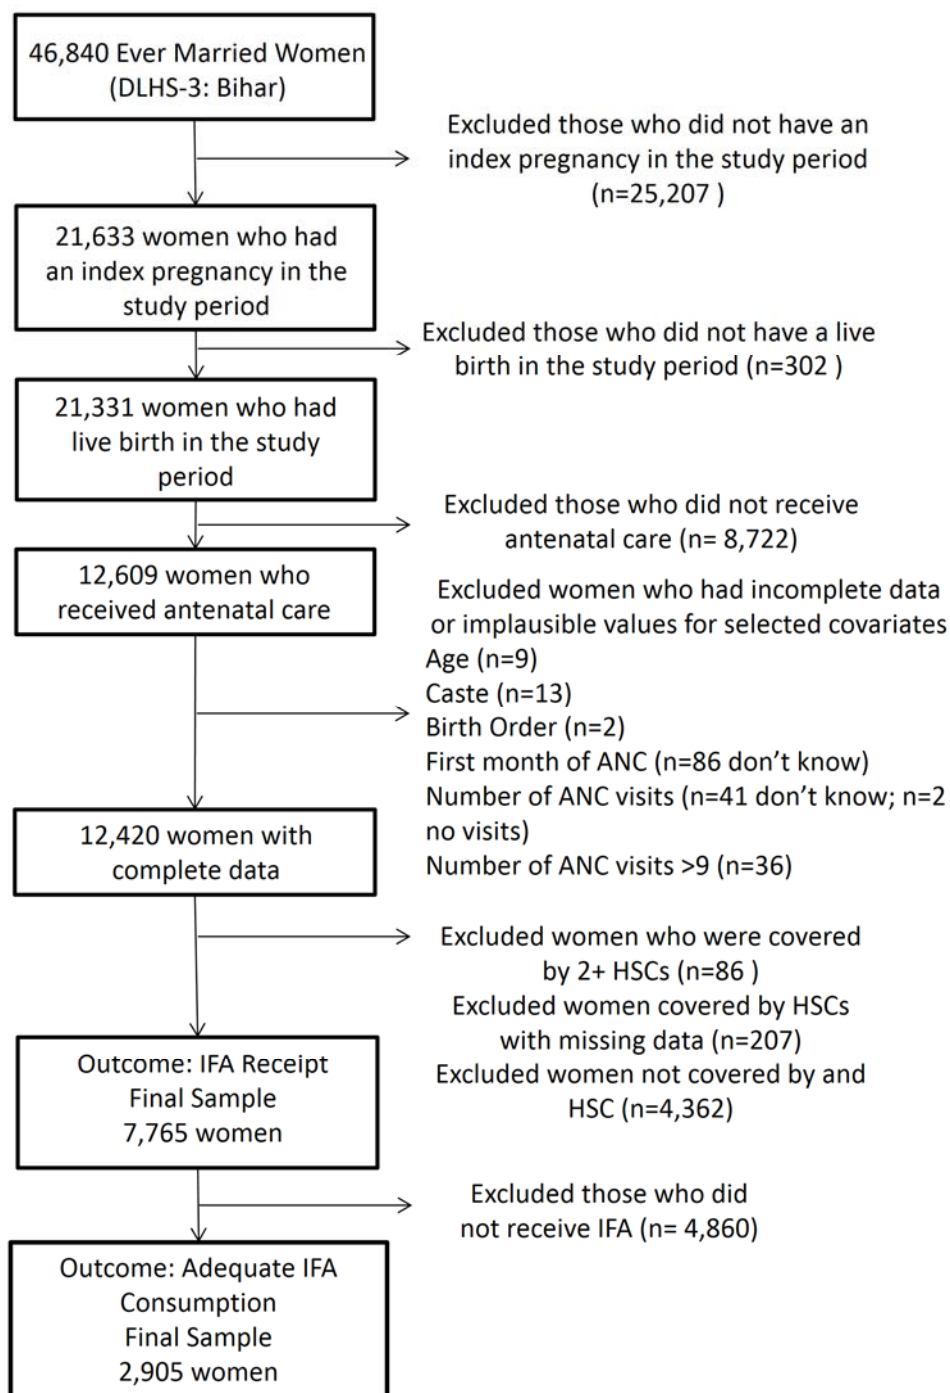 46,840 Ever Married Women
(DLHS-3: Bihar)
Excluded those who did not have an
index pregnancy in the study period
(n=25,207 )
21,633 women who had
an index pregnancy in the
study period
Excluded those who did not have a live
birth in the study period (n=302 )
21,331 women who had
live birth in the study
period
Excluded those who did not receive
antenatal care (n= 8,722)
12,609 women who
received antenatal care
Excluded women who had incomplete data
or implausible values for selected covariates
Age (n=9)
Caste (n=13)
Birth Order (n=2)
First month of ANC (n=86 don’t know)
Number of ANC visits (n=41 don’t know; n=2
no visits)
Number of ANC visits >9 (n=36)
12,420 women with
complete data
Excluded women who were covered
by 2+ HSCs (n=86 )
Excluded women covered by HSCs
with missing data (n=207)
Excluded women not covered by and
HSC (n=4,362)
Outcome: IFA Receipt
Final Sample
7,765 women
Excluded those who did
not receive IFA (n= 4,860)
Outcome: Adequate IFA
Consumption
Final Sample
2,905 women